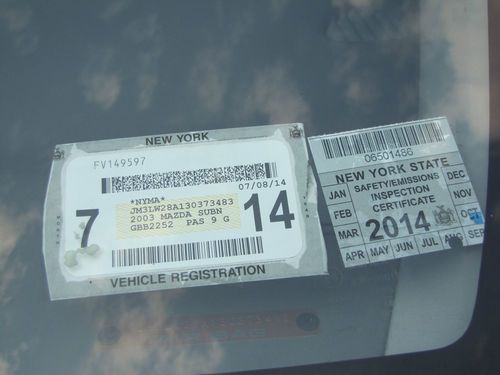 NEW YORK
FV149597
07/08/14
*NYMA*
JM3LW28A130373483
2003 MAZDA SUBN
GBB2252 PAS 9 G
7 14
VEHICLE REGISTRATION
06501486
NEW YORK STATE
JAN SAFETY/EMISSIONS DEC
FEB INSPECTION NOV
CERTIFICATE
MAR 2014 OCT
APR MAY JUN JUL AUG SEP